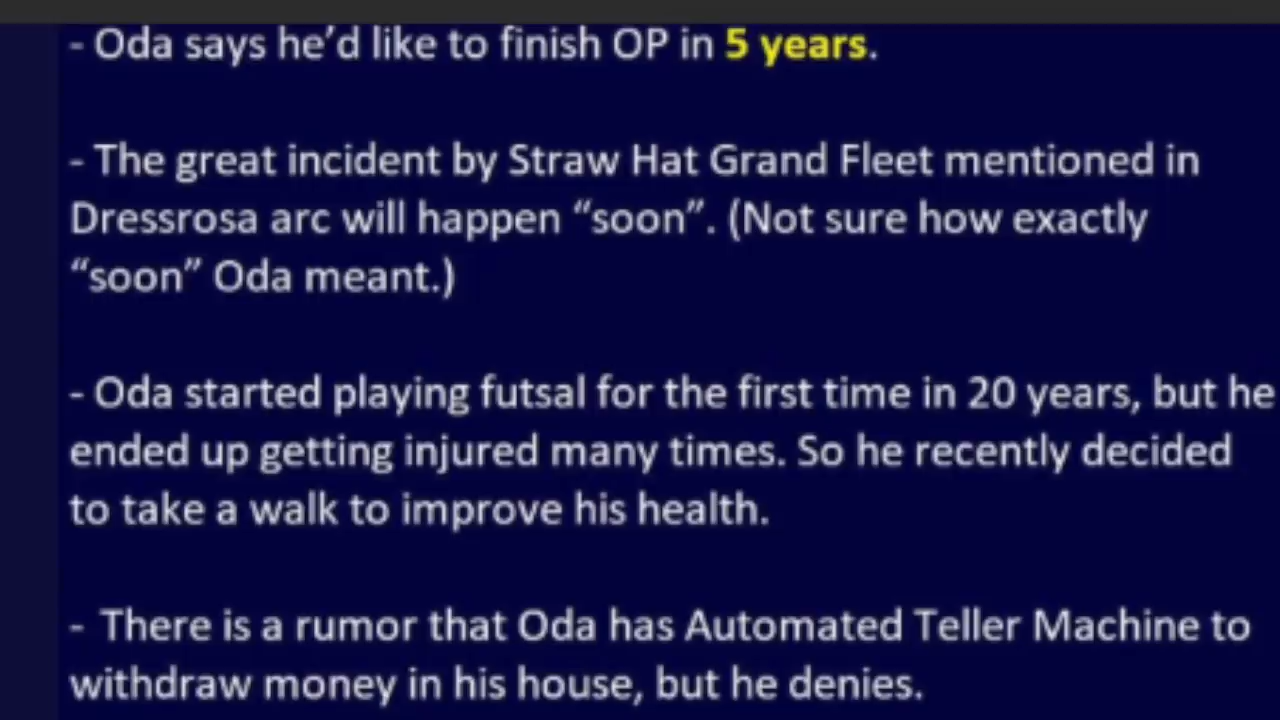 - Oda says he’d like to finish OP in 5 years.
- The great incident by Straw Hat Grand Fleet mentioned in
Dressrosa arc will happen “soon”. (Not sure how exactly
“soon” Oda meant.)
- Oda started playing futsal for the first time in 20 years, but he
ended up getting injured many times. So he recently decided
to take a walk to improve his health.
- There is a rumor that Oda has Automated Teller Machine to
withdraw money in his house, but he denies.